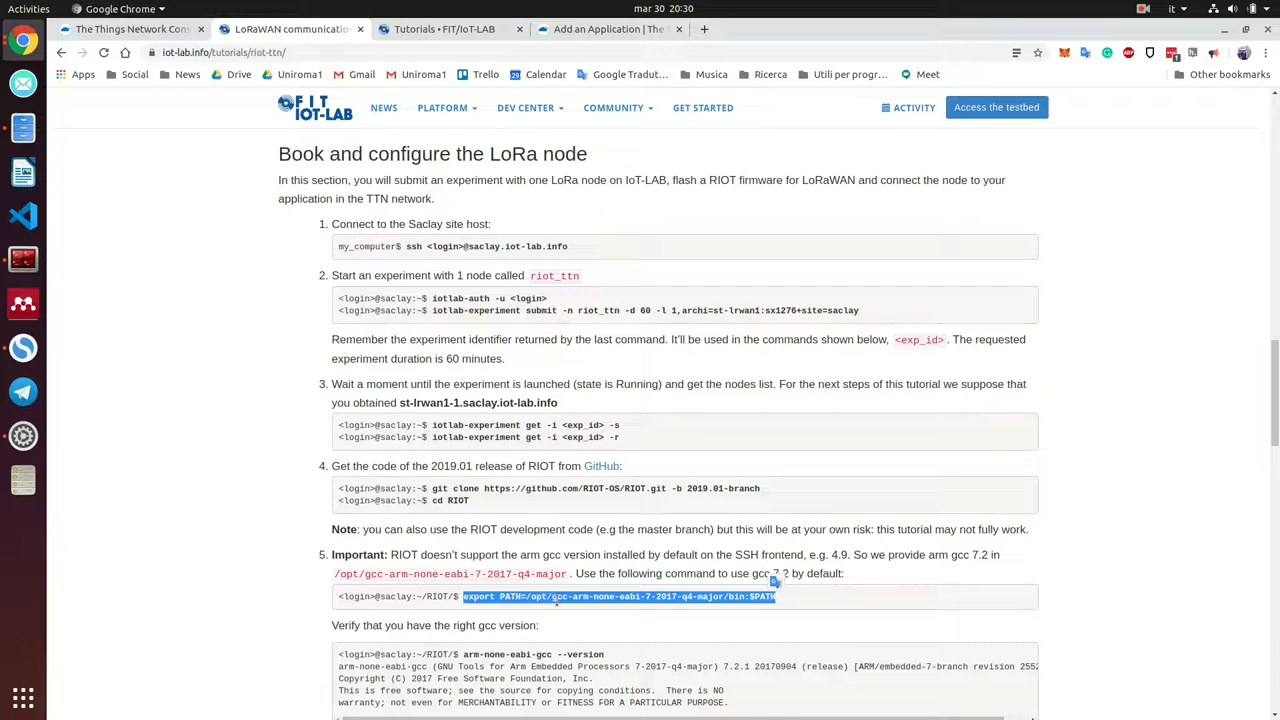 Activities
Google Chrome
mar 30 20:30
it
The Things Network Cons
LoRaWAN communicatio
Tutorials • FIT/IoT-LAB
Add an Application | The
iot-lab.info/tutorials/riot-ttn/
Apps
Social
News
Drive
Uniroma1
Gmail
Uniroma1
Trello
Calendar
Google Tradut…
Musica
Ricerca
Utili per progr…
Meet
Other bookmarks
FIT IOT-LAB
NEWS
PLATFORM
DEV CENTER
COMMUNITY
GET STARTED
ACTIVITY
Access the testbed
Book and configure the LoRa node
In this section, you will submit an experiment with one LoRa node on IoT-LAB, flash a RIOT firmware for LoRaWAN and connect the node to your
application in the TTN network.
1. Connect to the Saclay site host:
my_computer$ ssh <login>@saclay.iot-lab.info
2. Start an experiment with 1 node called riot_ttn
<login>@saclay:~$ iotlab-auth -u <login>
<login>@saclay:~$ iotlab-experiment submit -n riot_ttn -d 60 -l 1,archi=st-lrwan1:sx1276+site=saclay
Remember the experiment identifier returned by the last command. It'll be used in the commands shown below, <exp_id>. The requested
experiment duration is 60 minutes.
3. Wait a moment until the experiment is launched (state is Running) and get the nodes list. For the next steps of this tutorial we suppose that
you obtained st-lrwan1-1.saclay.iot-lab.info
<login>@saclay:~$ iotlab-experiment get -i <exp_id> -s
<login>@saclay:~$ iotlab-experiment get -i <exp_id> -r
4. Get the code of the 2019.01 release of RIOT from GitHub:
<login>@saclay:~$ git clone https://github.com/RIOT-OS/RIOT.git -b 2019.01-branch
<login>@saclay:~$ cd RIOT
Note: you can also use the RIOT development code (e.g the master branch) but this will be at your own risk: this tutorial may not fully work.
5. Important: RIOT doesn't support the arm gcc version installed by default on the SSH frontend, e.g. 4.9. So we provide arm gcc 7.2 in
/opt/gcc-arm-none-eabi-7-2017-q4-major. Use the following command to use gcc 7.2 by default:
<login>@saclay:~/RIOT/$ export PATH=/opt/gcc-arm-none-eabi-7-2017-q4-major/bin:$PATH
Verify that you have the right gcc version:
<login>@saclay:~/RIOT/$ arm-none-eabi-gcc --version
arm-none-eabi-gcc (GNU Tools for Arm Embedded Processors 7-2017-q4-major) 7.2.1 20170904 (release) [ARM/embedded-7-branch revision 2552
Copyright (C) 2017 Free Software Foundation, Inc.
This is free software; see the source for copying conditions. There is NO
warranty; not even for MERCHANTABILITY or FITNESS FOR A PARTICULAR PURPOSE.